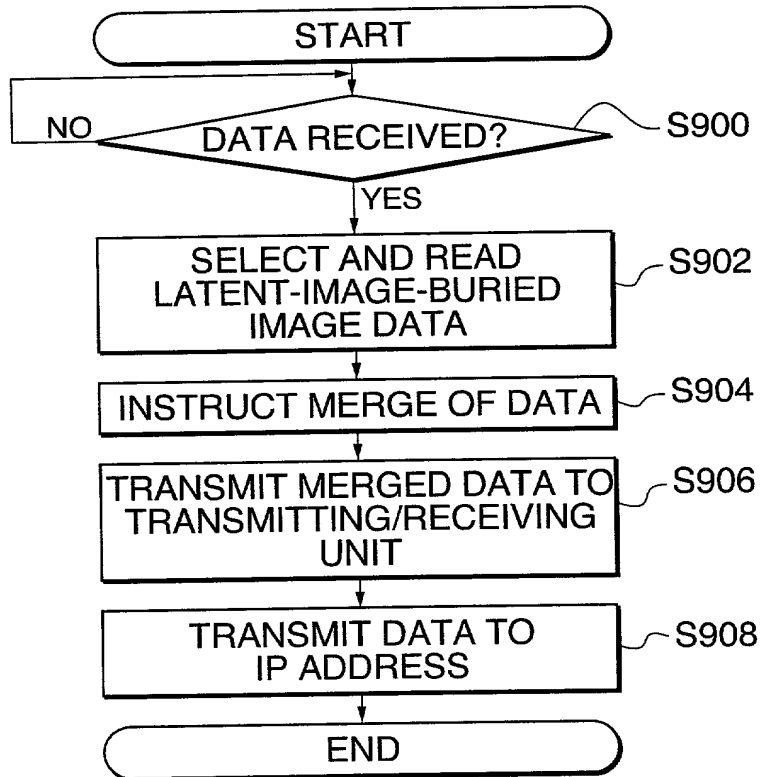 START
NO
DATA RECEIVED?
S900
YES
SELECT AND READ
LATENT-IMAGE-BURIED
IMAGE DATA
S902
INSTRUCT MERGE OF DATA
S904
TRANSMIT MERGED DATA TO
TRANSMITTING/RECEIVING
UNIT
S906
TRANSMIT DATA TO
IP ADDRESS
S908
END